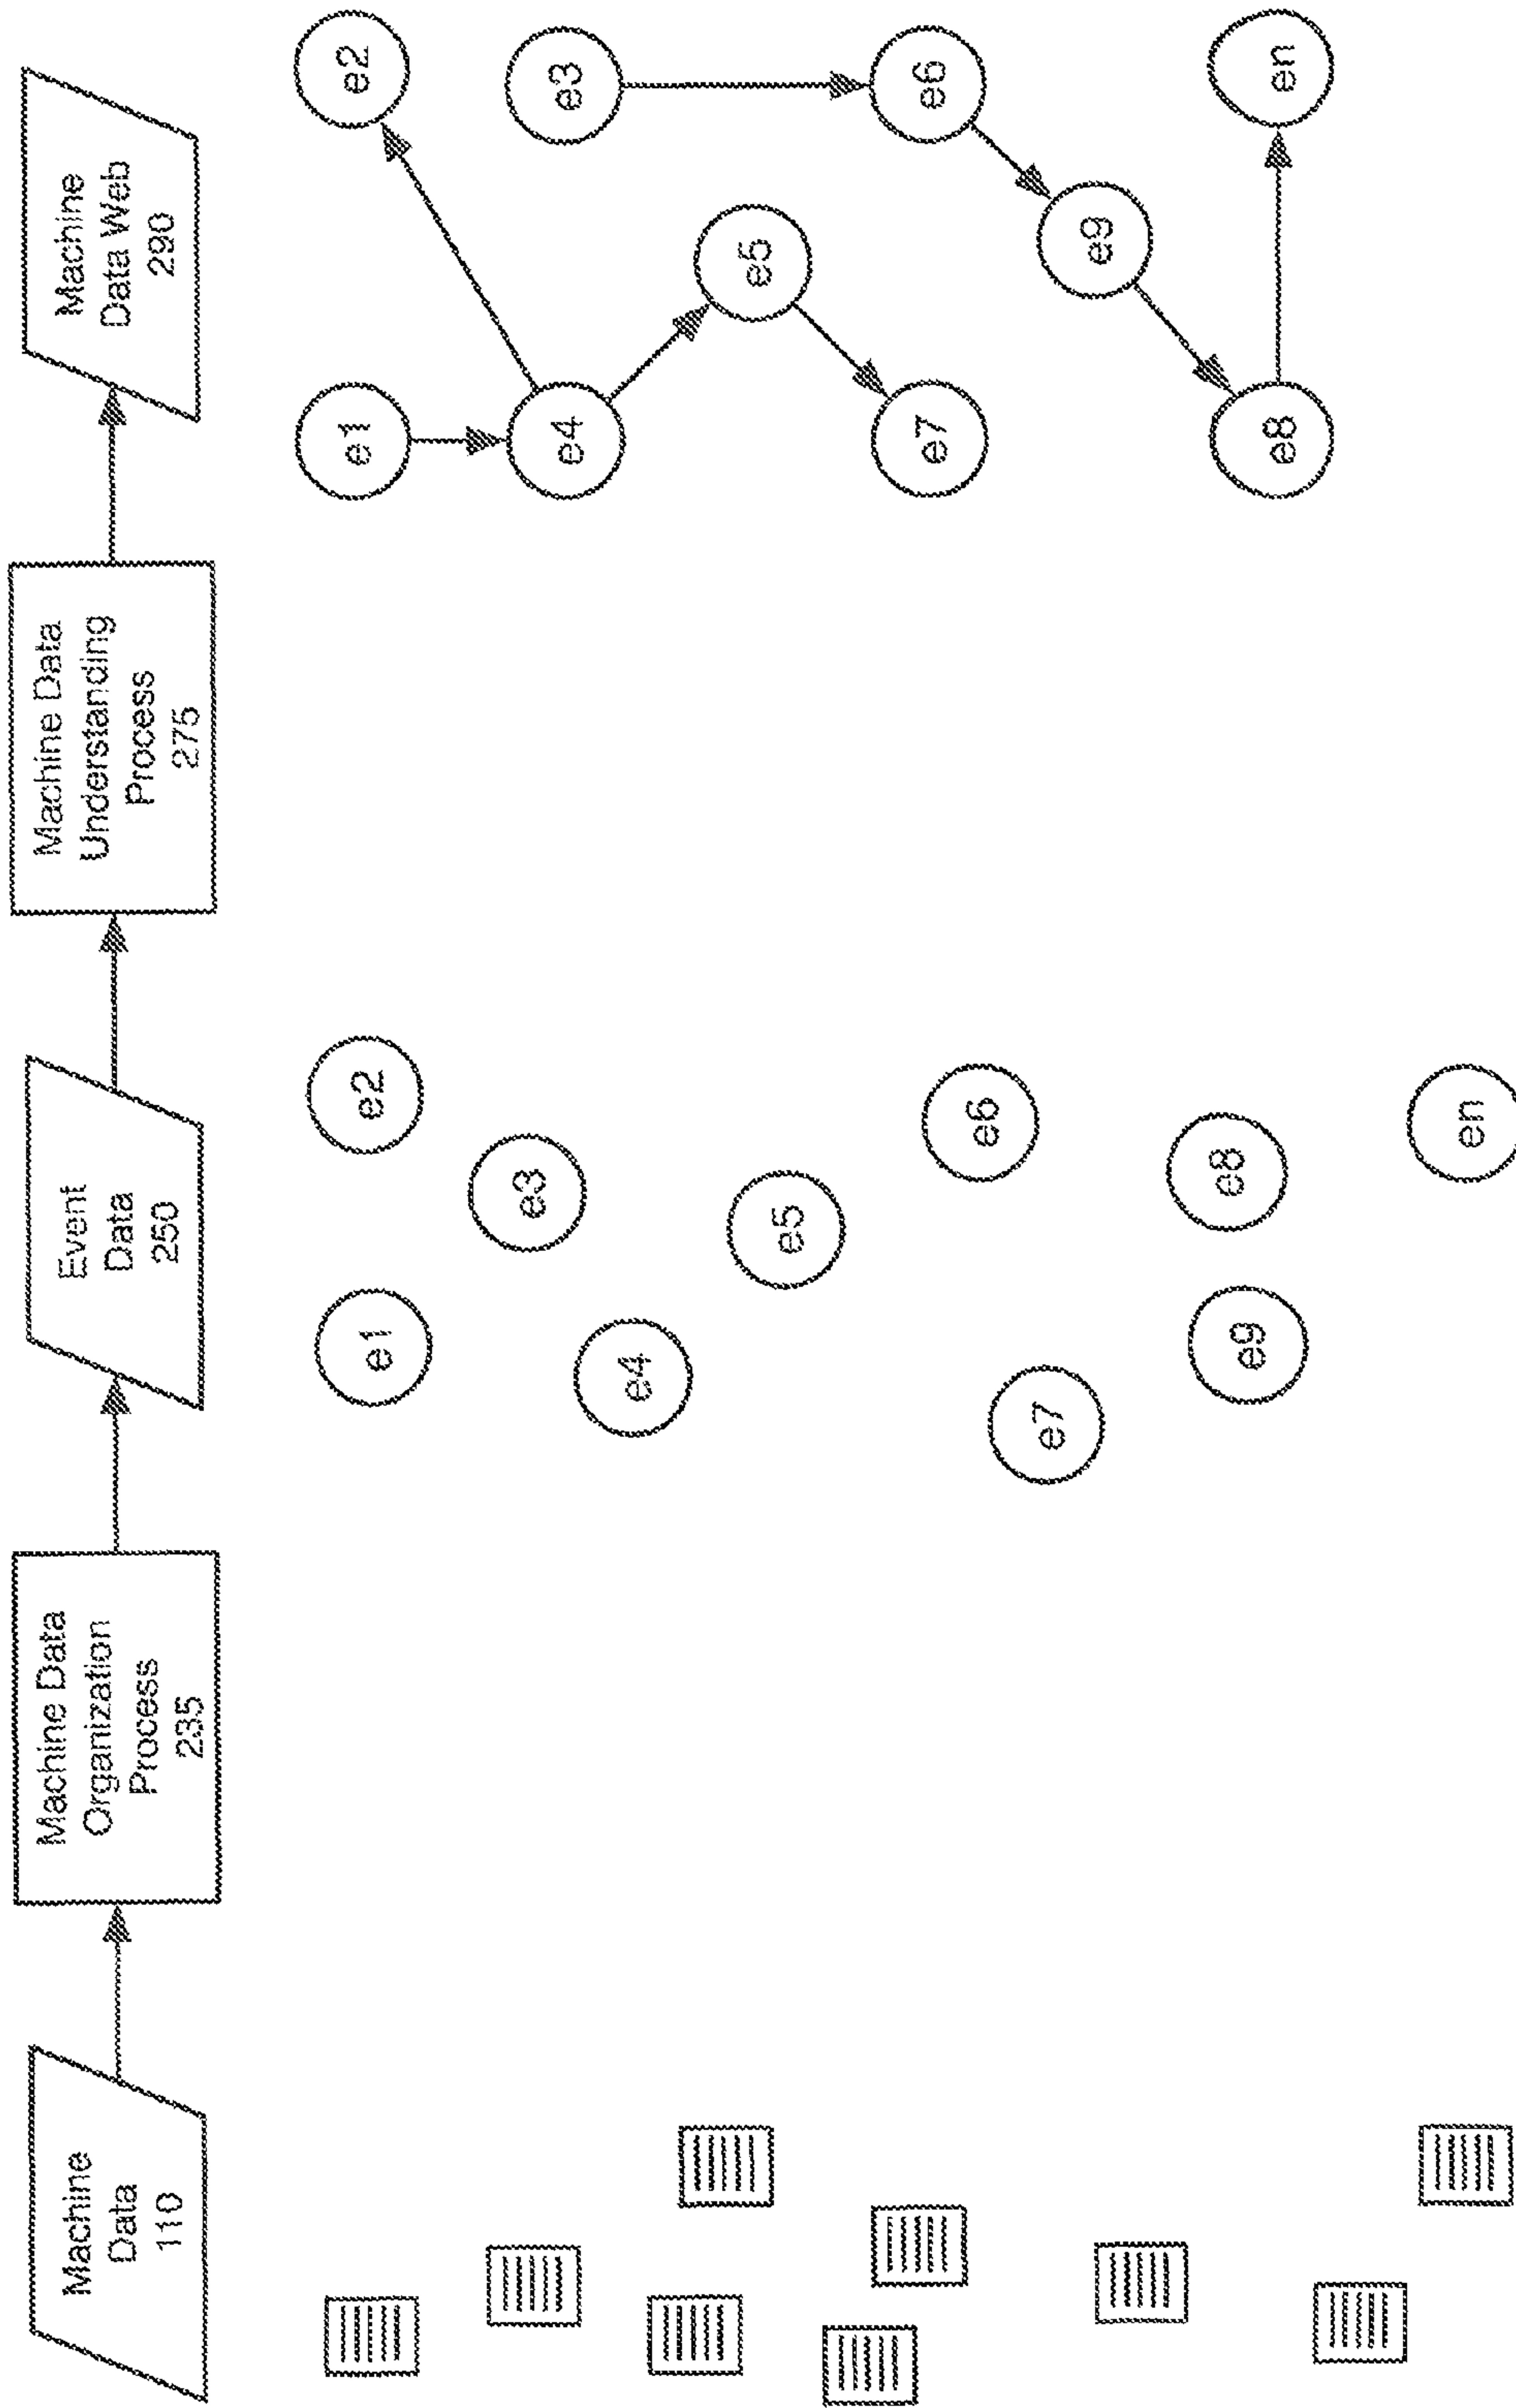 Machine
Data
110
Machine Data
Organization
Process
235
Event
Data
250
Machine Data
Understanding
Process
275
Machine
Data Web
290
e1
e2
e3
e4
e5
e6
e7
e8
e9
en
e1
e2
e4
e3
e5
e7
e6
e9
e8
en